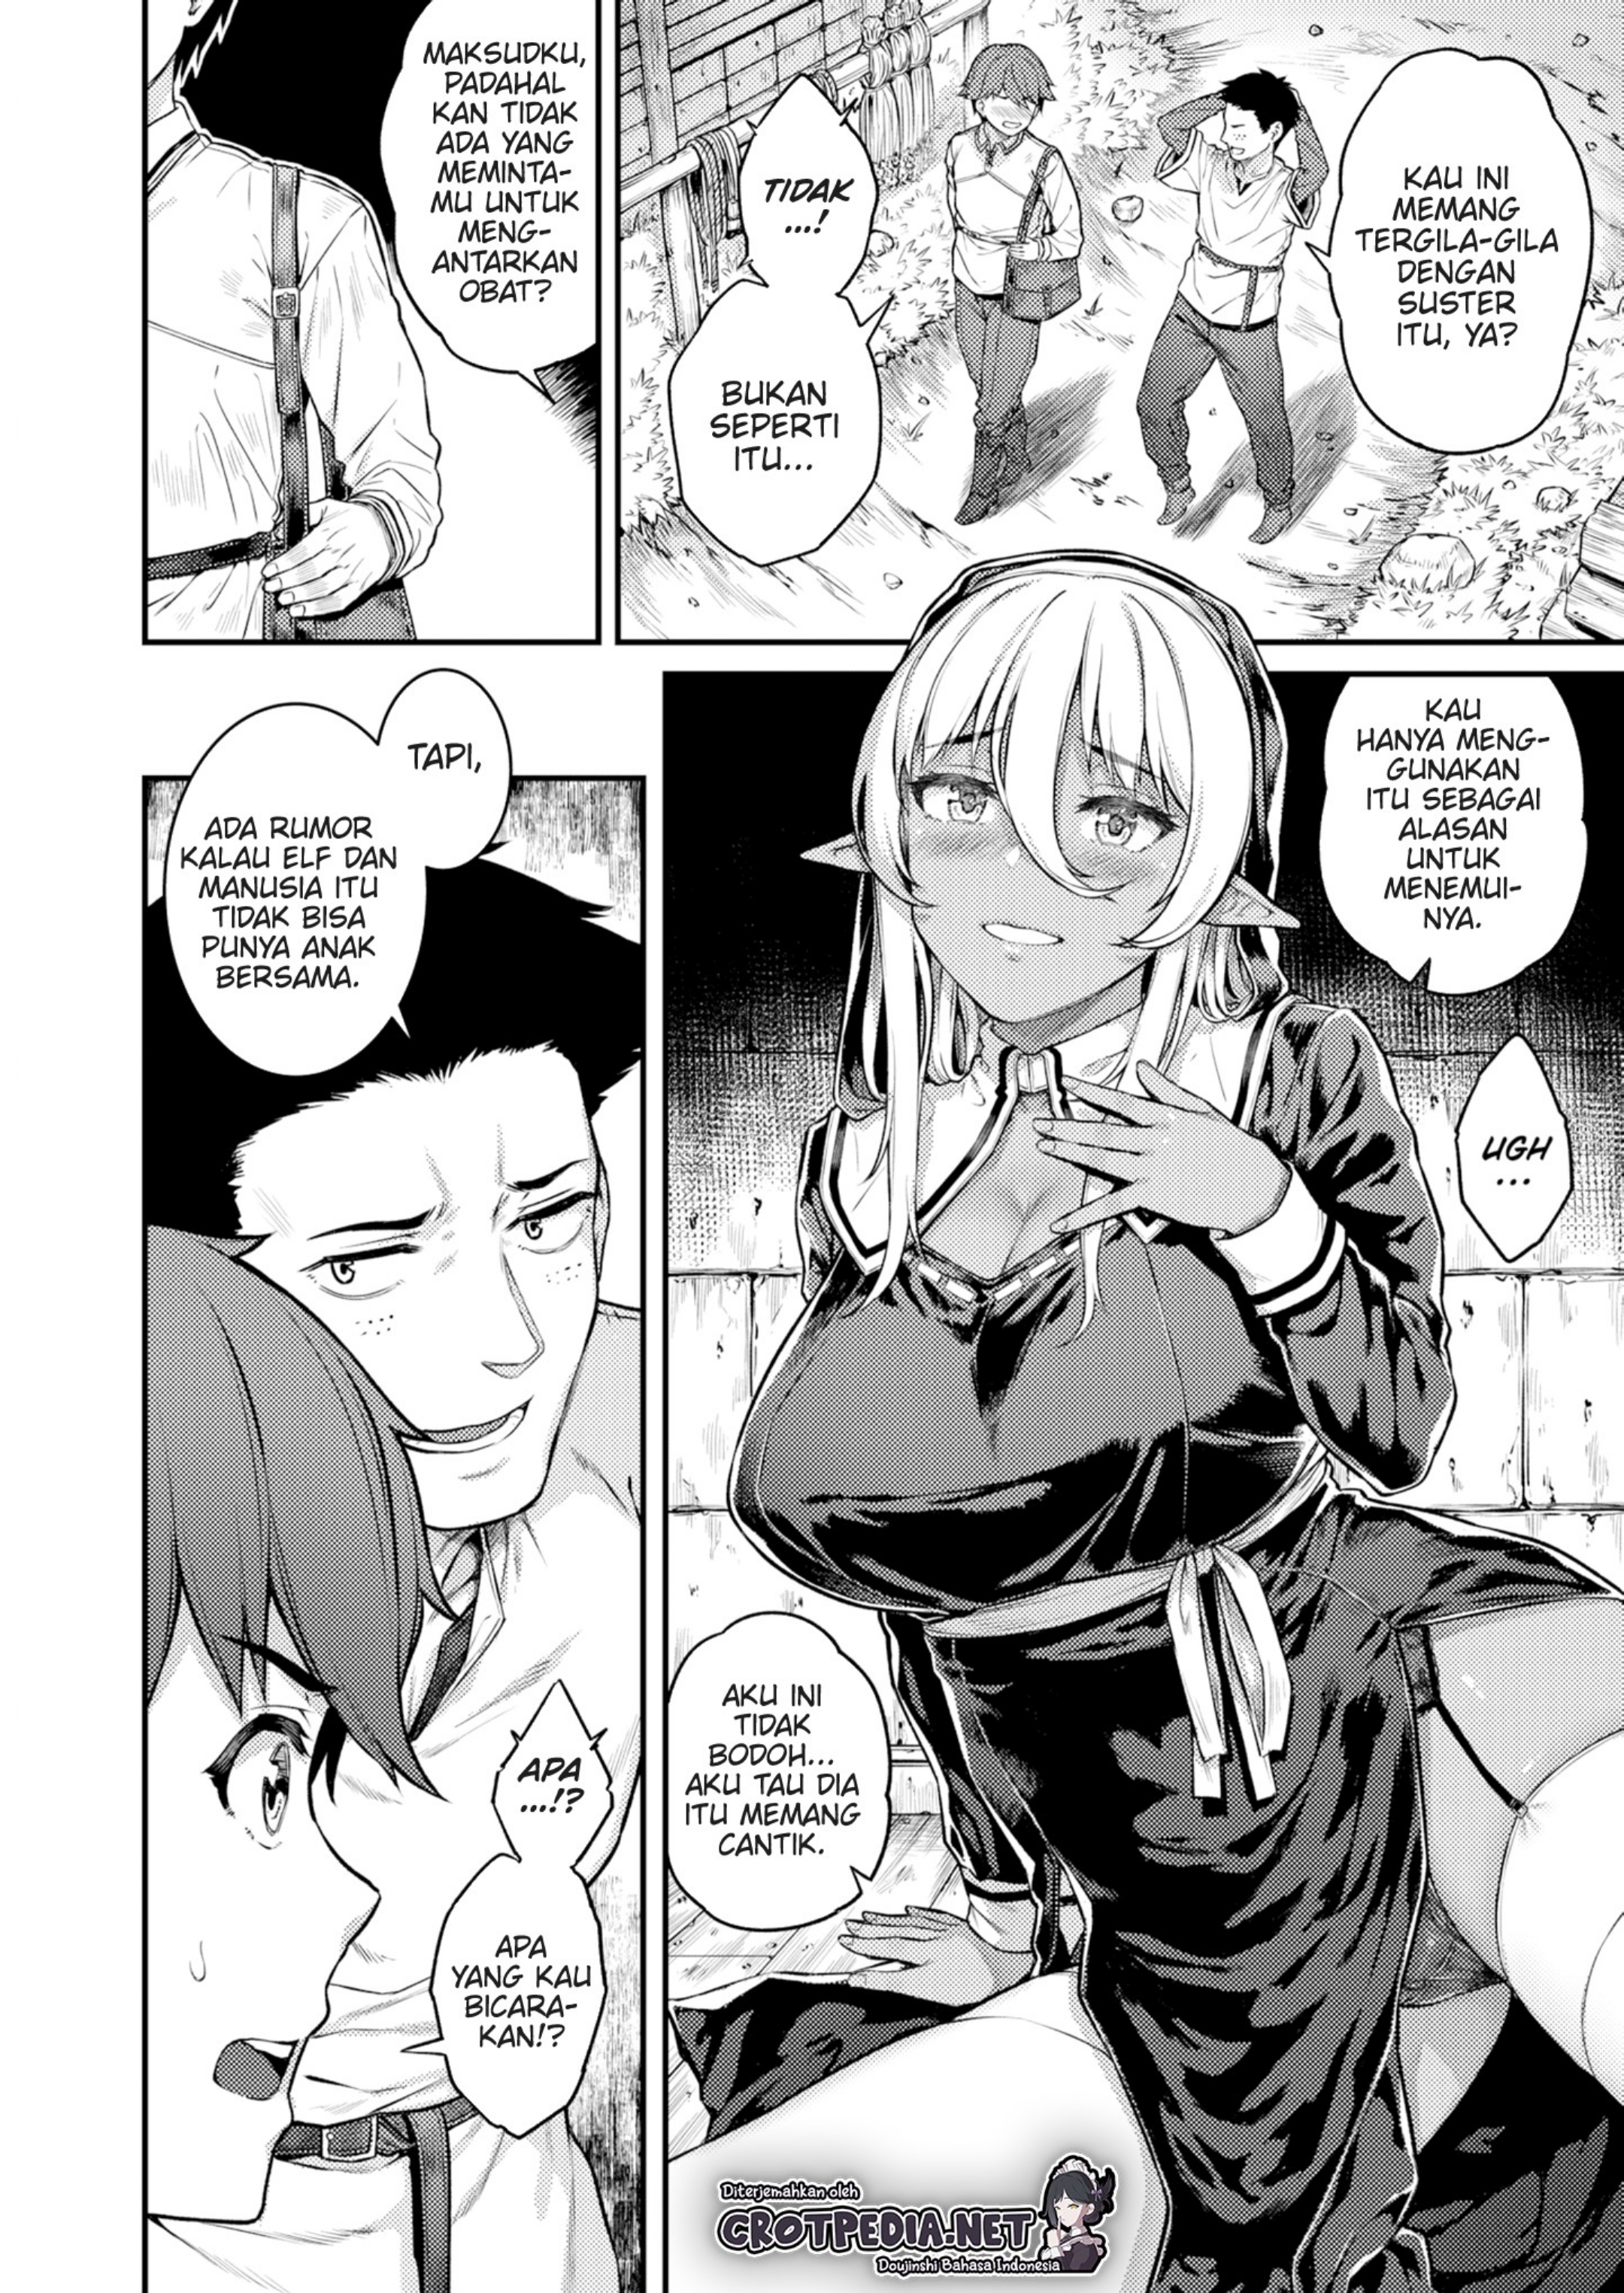 KAU INI
MEMANG
TERGILA-GILA
DENGAN
SUSTER
ITU, YA?
TIDAK
...!
BUKAN
SEPERTI
ITU...
MAKSUDKU,
PADAHAL
KAN TIDAK
ADA YANG
MEMINTA-
MU UNTUK
MENG-
ANTARKAN
OBAT?
KAU
HANYA MENG-
GUNAKAN
ITU SEBAGAI
ALASAN
UNTUK
MENEMUI-
NYA.
UGH
...
AKU INI
TIDAK
BODOH...
AKU TAU DIA
ITU MEMANG
CANTIK.
TAPI,
ADA RUMOR
KALAU ELF DAN
MANUSIA ITU
TIDAK BISA
PUNYA ANAK
BERSAMA.
APA
...!?
APA
YANG KAU
BICARA-
KAN!?
Diterjemahkan oleh
CROTPEDIA.NET
Doujinshi Bahasa Indonesia